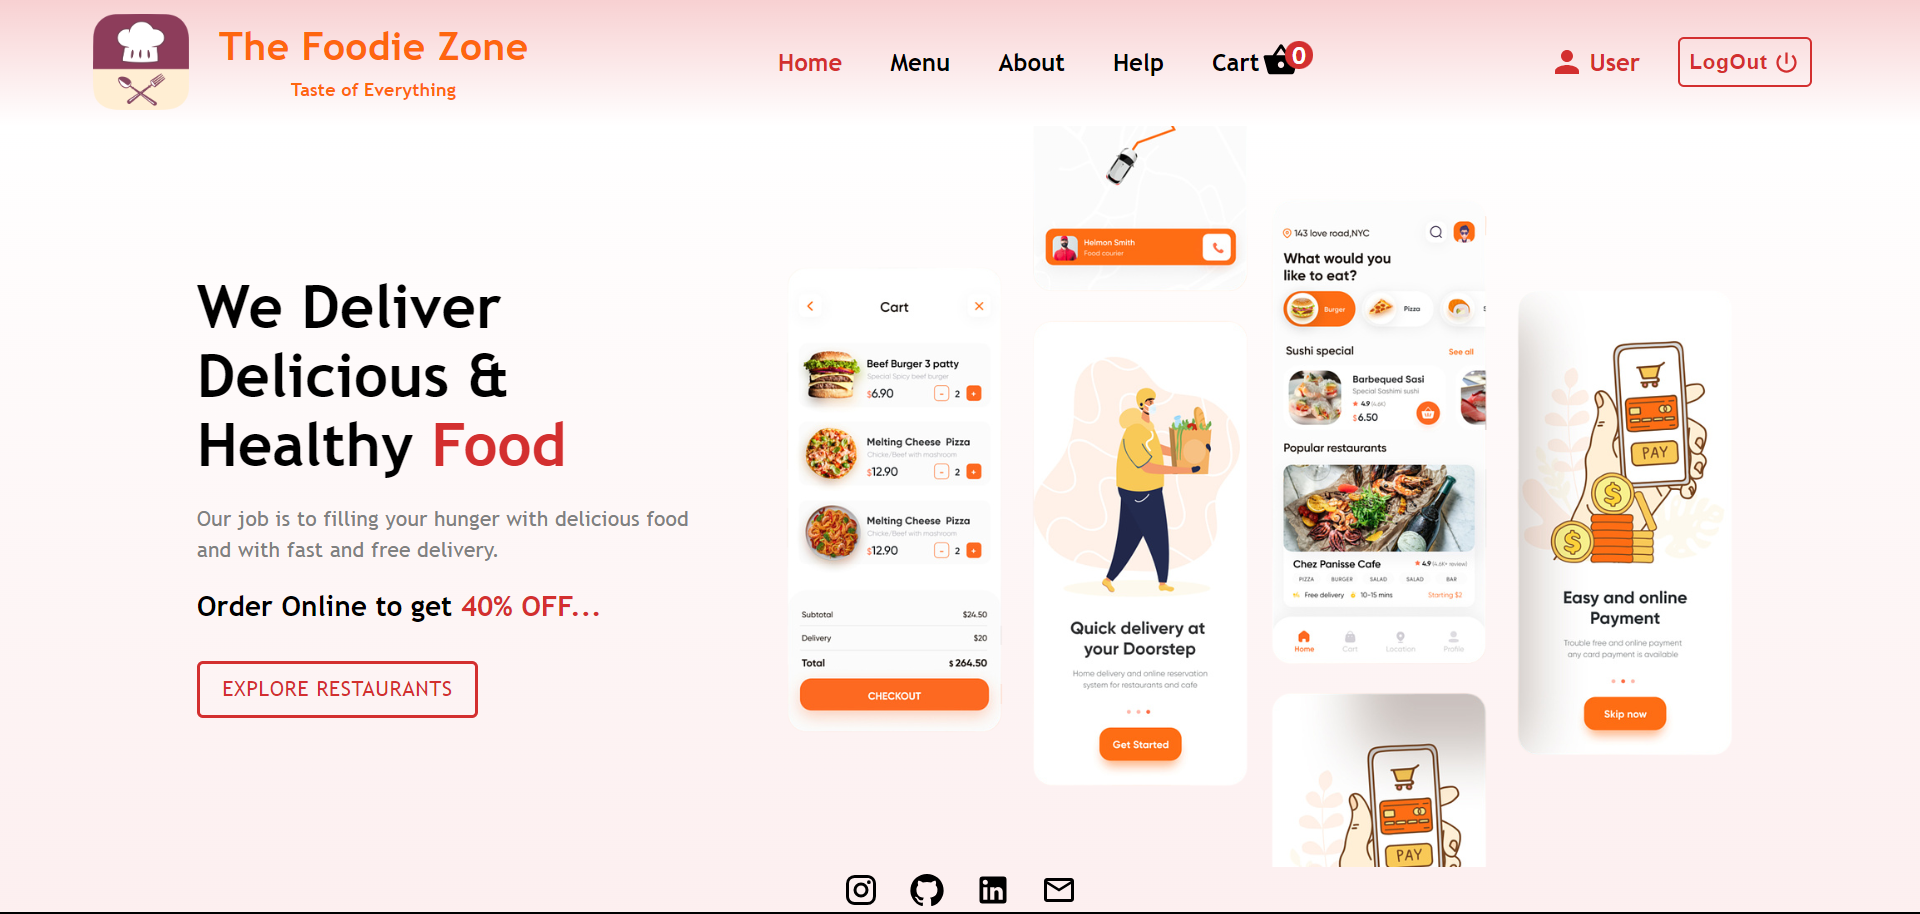 The Foodie Zone
Taste of Everything
Home
Menu
About
Help
Cart
0
User
LogOut
We Deliver
Delicious &
Healthy Food
Our job is to filling your hunger with delicious food
and with fast and free delivery.
Order Online to get 40% OFF...
EXPLORE RESTAURANTS
Cart
Beef Burger 3 patty
Special Spicy beef burger
$6.90
- 2 +
Melting Cheese Pizza
Chicke/Beef with mashroom
$12.90
- 2 +
Melting Cheese Pizza
Chicke/Beef with mashroom
$12.90
- 2 +
Subtotal $24.50
Delivery $20
Total $ 264.50
CHECKOUT
Helman Smith
Food courier
Quick delivery at
your Doorstep
Home delivery and online reservation
system for restaurants and cafe
Get Started
143 love road,NYC
What would you
like to eat?
Burger
Pizza
Sushi special
See all
Barbequed Sasi
Special Sashimi sushi
4.9
$6.50
Popular restaurants
Chez Panisse Cafe
4.9
PIZZA BURGER SALAD SALAD BAR
Free delivery 10-15 mins Starting $2
Home Cart Location Profile
PAY
PAY
$
$
Easy and online
Payment
Trouble free and online payment
any card payment is available
Skip now